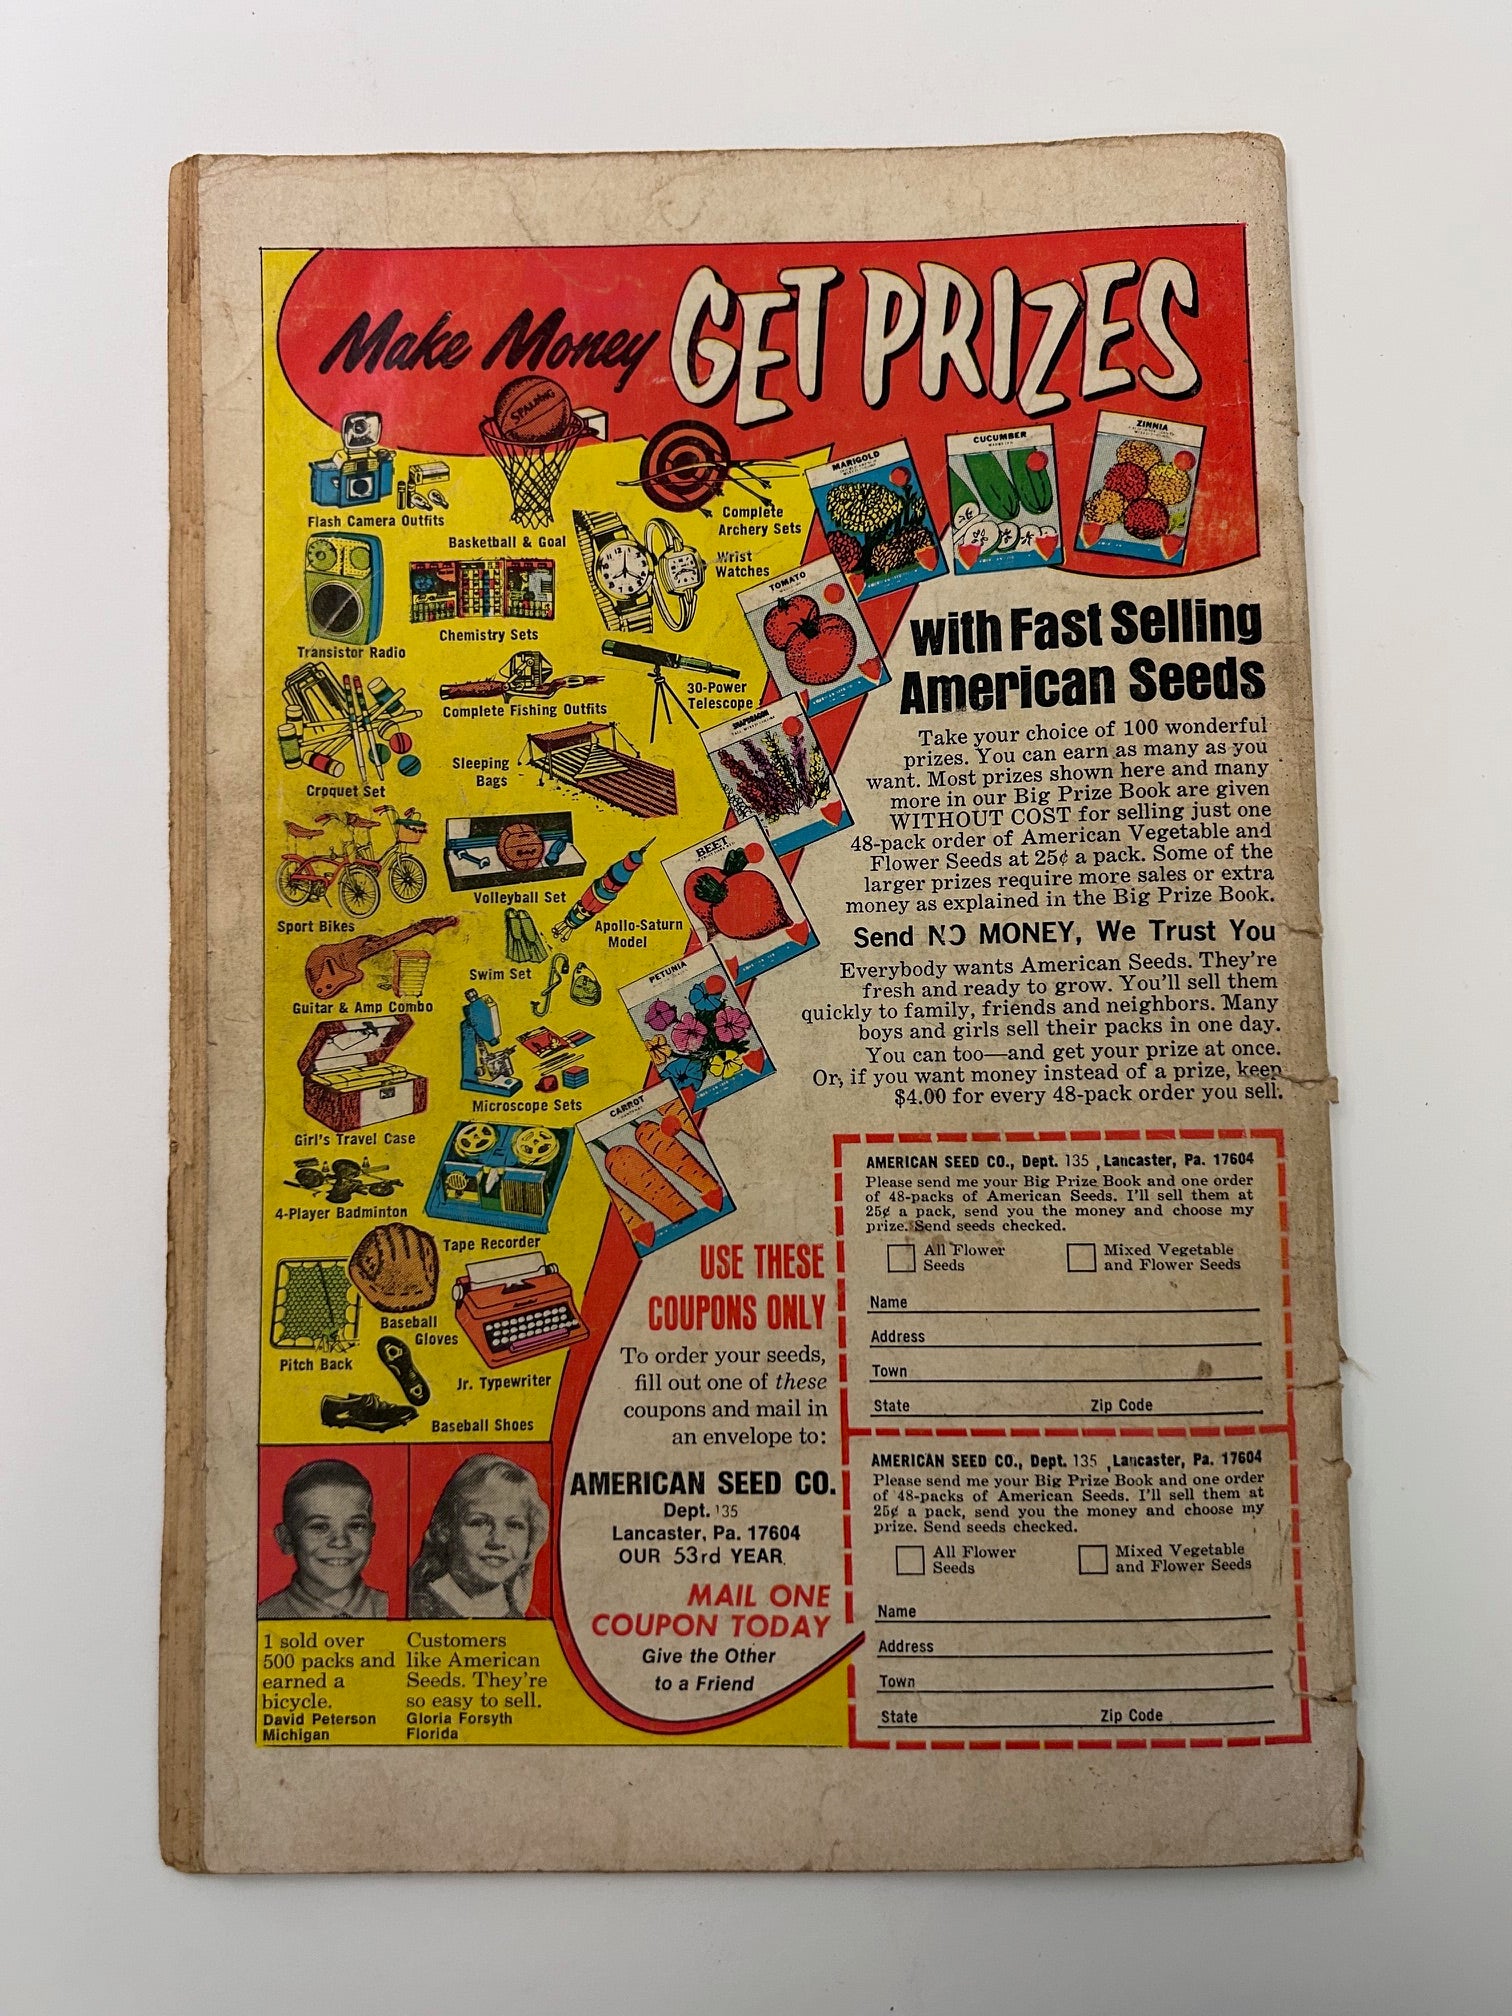 Make Money GET PRIZES
SPALDING
Flash Camera Outfits
Basketball & Goal
Complete
Archery Sets
Wrist
Watches
Transistor Radio
Chemistry Sets
Complete Fishing Outfits
30-Power
Telescope
Croquet Set
Sleeping
Bags
Sport Bikes
Volleyball Set
Apollo-Saturn
Model
Swim Set
Guitar & Amp Combo
Microscope Sets
Girl's Travel Case
4-Player Badminton
Tape Recorder
Baseball
Gloves
Pitch Back
Jr. Typewriter
Baseball Shoes
MARIGOLD
CUCUMBER
ZINNIA
TOMATO
SNAPDRAGON
BEET
PETUNIA
CARROT
with Fast Selling
American Seeds
Take your choice of 100 wonderful
prizes. You can earn as many as you
want. Most prizes shown here and many
more in our Big Prize Book are given
WITHOUT COST for selling just one
48-pack order of American Vegetable and
Flower Seeds at 25¢ a pack. Some of the
larger prizes require more sales or extra
money as explained in the Big Prize Book.
Send NO MONEY, We Trust You
Everybody wants American Seeds. They're
fresh and ready to grow. You'll sell them
quickly to family, friends and neighbors. Many
boys and girls sell their packs in one day.
You can too—and get your prize at once.
Or, if you want money instead of a prize, keep
$4.00 for every 48-pack order you sell.
USE THESE
COUPONS ONLY
To order your seeds,
fill out one of these
coupons and mail in
an envelope to:
AMERICAN SEED CO.
Dept. 135
Lancaster, Pa. 17604
OUR 53rd YEAR
MAIL ONE
COUPON TODAY
Give the Other
to a Friend
AMERICAN SEED CO., Dept. 135 , Lancaster, Pa. 17604
Please send me your Big Prize Book and one order
of 48-packs of American Seeds. I'll sell them at
25¢ a pack, send you the money and choose my
prize. Send seeds checked.
All Flower
Seeds
Mixed Vegetable
and Flower Seeds
Name
Address
Town
State Zip Code
AMERICAN SEED CO., Dept. 135 , Lancaster, Pa. 17604
Please send me your Big Prize Book and one order
of 48-packs of American Seeds. I'll sell them at
25¢ a pack, send you the money and choose my
prize. Send seeds checked.
All Flower
Seeds
Mixed Vegetable
and Flower Seeds
Name
Address
Town
State Zip Code
I sold over
500 packs and
earned a
bicycle.
David Peterson
Michigan
Customers
like American
Seeds. They're
so easy to sell.
Gloria Forsyth
Florida